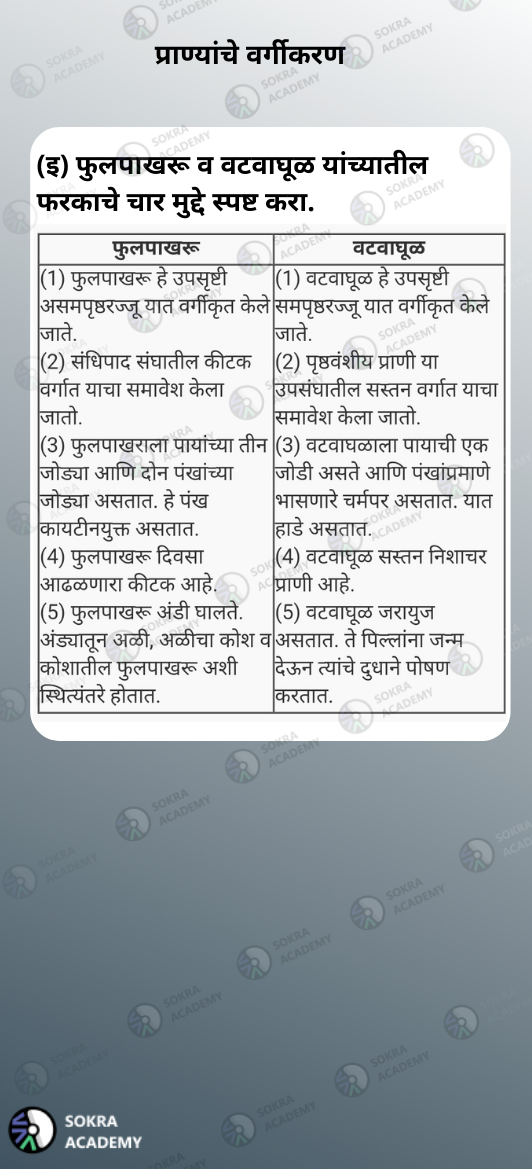 प्राण्यांचे वर्गीकरण
(इ) फुलपाखरू व वटवाघूळ यांच्यातील
फरकाचे चार मुद्दे स्पष्ट करा.
फुलपाखरू
(1) फुलपाखरू हे उपसृष्टी
असमपृष्ठरज्जू यात वर्गीकृत केले
जाते.
(2) संधिपाद संघातील कीटक
वर्गात याचा समावेश केला
जातो.
(3) फुलपाखराला पायांच्या तीन
जोड्या आणि दोन पंखांच्या
जोड्या असतात. हे पंख
कायटीनयुक्त असतात.
(4) फुलपाखरू दिवसा
आढळणारा कीटक आहे.
(5) फुलपाखरू अंडी घालते.
अंड्यातून अळी, अळीचा कोश व
कोशातील फुलपाखरू अशी
स्थित्यंतरे होतात.
वटवाघूळ
(1) वटवाघूळ हे उपसृष्टी
समपृष्ठरज्जू यात वर्गीकृत केले
जाते.
(2) पृष्ठवंशीय प्राणी या
उपसंघातील सस्तन वर्गात याचा
समावेश केला जातो.
(3) वटवाघळाला पायाची एक
जोडी असते आणि पंखांप्रमाणे
भासणारे चर्मपर असतात. यात
हाडे असतात.
(4) वटवाघूळ सस्तन निशाचर
प्राणी आहे.
(5) वटवाघूळ जरायुज
असतात. ते पिल्लांना जन्म
देऊन त्यांचे दुधाने पोषण
करतात.
SOKRA
ACADEMY